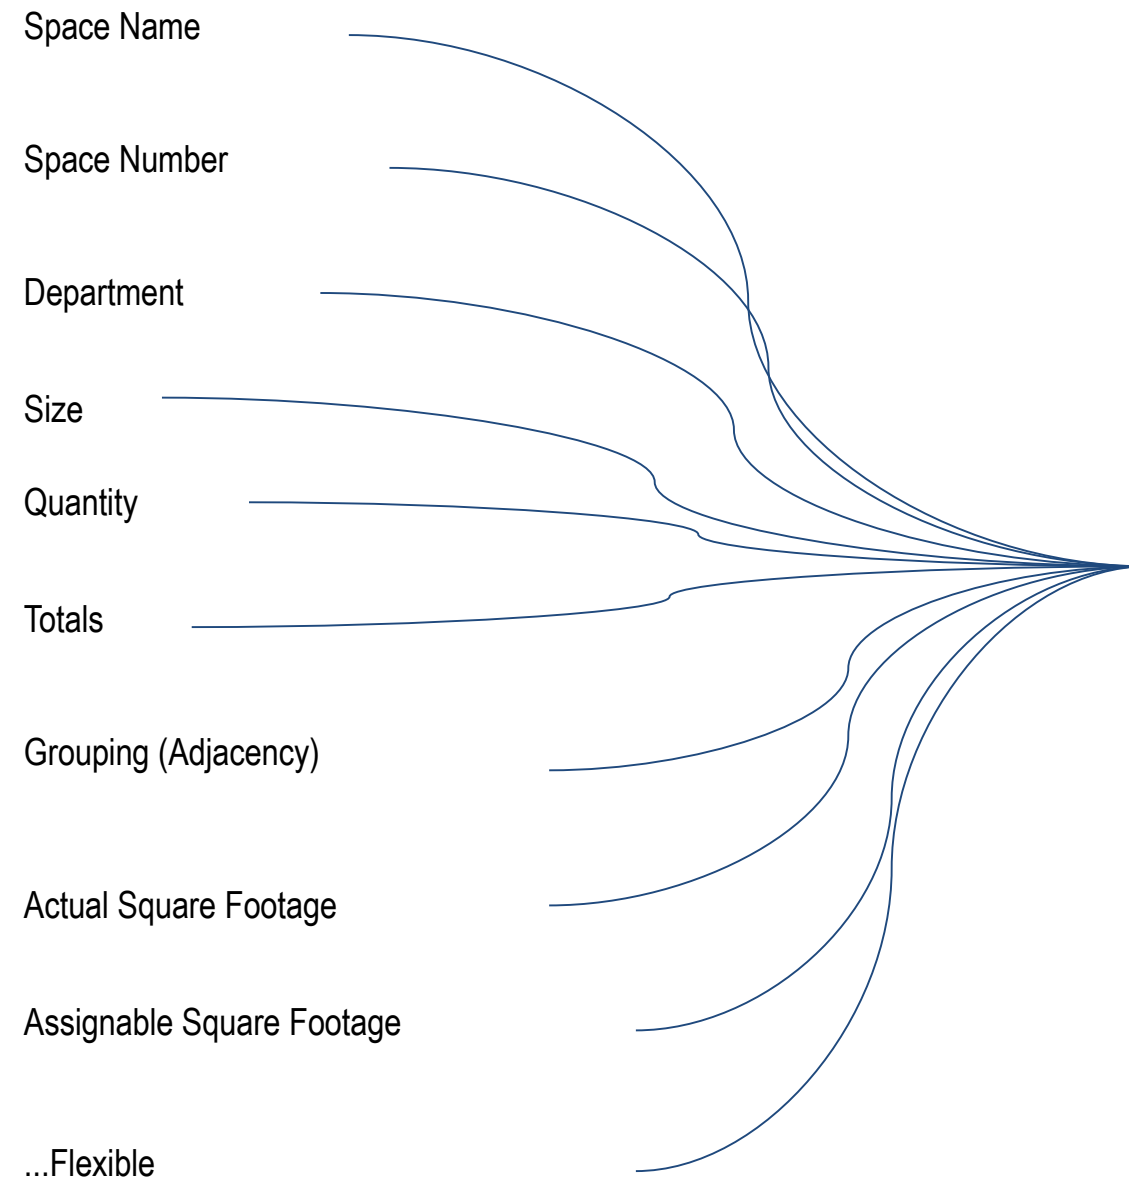 Space Name
Space Number
Department
Size
Quantity
Totals
Grouping (Adjacency)
Actual Square Footage
Assignable Square Footage
...Flexible